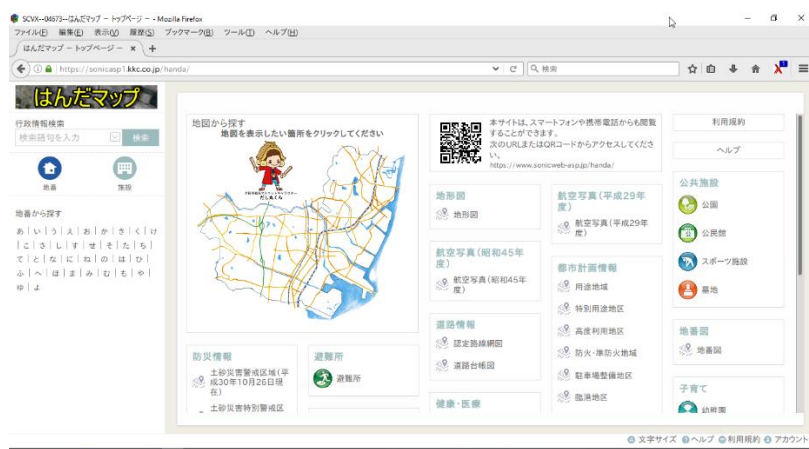 SCVX--04673--はんだマップ － トップページ － - Mozilla Firefox
ファイル(F) 編集(E) 表示(V) 履歴(S) ブックマーク(B) ツール(T) ヘルプ(H)
はんだマップ － トップページ －
https://sonicasp1.kkc.co.jp/handa/
検索
はんだマップ
行政情報検索
検索語句を入力
検索
地番
施設
地番から探す
あ|い|う|え|お|か|き|く|け
|こ|さ|し|す|せ|そ|た|ち|
て|と|な|に|ね|の|は|ひ|
ふ|へ|ほ|ま|み|む|も|や|
ゆ|よ
地図から探す
地図を表示したい箇所をクリックしてください
だし丸くん
防災情報
土砂災害警戒区域(平
成30年10月26日現
在)
土砂災害特別警戒区
避難所
避難所
本サイトは、スマートフォンや携帯電話からも閲覧
することができます。
次のURLまたはQRコードからアクセスしてくださ
い。
https://www.sonicweb-asp.jp/handa/
地形図
地形図
航空写真(昭和45年
度)
航空写真(昭和45年
度)
道路情報
認定路線網図
道路台帳図
健康・医療
航空写真(平成29年
度)
航空写真(平成29年
度)
都市計画情報
用途地域
特別用途地区
高度利用地区
防火・準防火地域
駐車場整備地区
臨港地区
利用規約
ヘルプ
公共施設
公園
公民館
スポーツ施設
墓地
地番図
地番図
子育て
幼稚園
文字サイズ ヘルプ 利用規約 アカウント